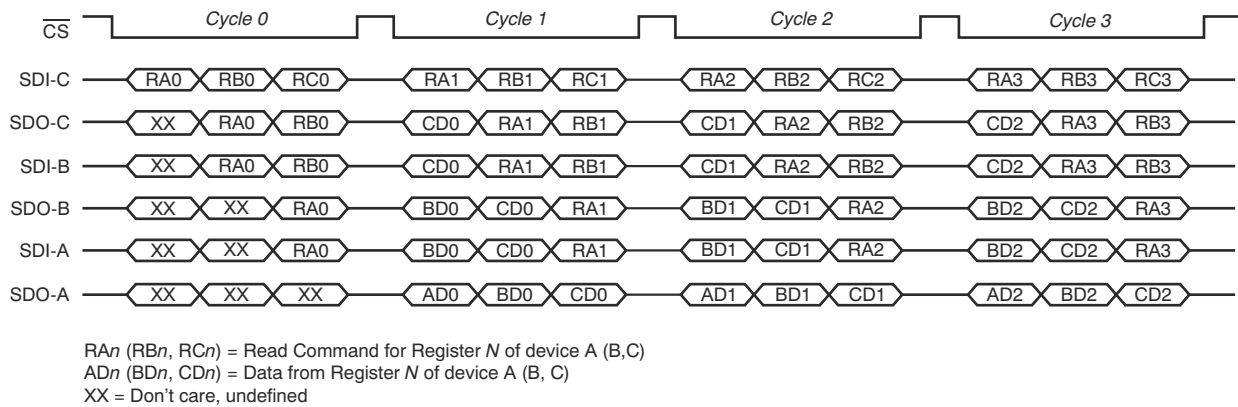 CS Cycle 0 Cycle 1 Cycle 2 Cycle 3
SDI-C RA0 RB0 RC0 RA1 RB1 RC1 RA2 RB2 RC2 RA3 RB3 RC3
SDO-C XX RA0 RB0 CD0 RA1 RB1 CD1 RA2 RB2 CD2 RA3 RB3
SDI-B XX RA0 RB0 CD0 RA1 RB1 CD1 RA2 RB2 CD2 RA3 RB3
SDO-B XX XX RA0 BD0 CD0 RA1 BD1 CD1 RA2 BD2 CD2 RA3
SDI-A XX XX RA0 BD0 CD0 RA1 BD1 CD1 RA2 BD2 CD2 RA3
SDO-A XX XX XX AD0 BD0 CD0 AD1 BD1 CD1 AD2 BD2 CD2
RAn (RBn, RCn) = Read Command for Register N of device A (B,C)
ADn (BDn, CDn) = Data from Register N of device A (B, C)
XX = Don't care, undefined